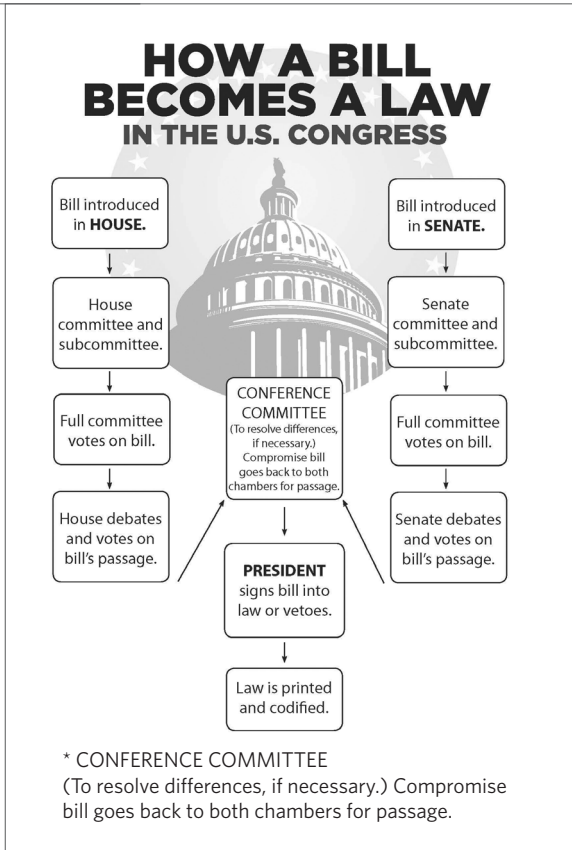 HOW A BILL
BECOMES A LAW
IN THE U.S. CONGRESS
Bill introduced
in HOUSE.
House
committee and
subcommittee.
Full committee
votes on bill.
House debates
and votes on
bill's passage.
Bill introduced
in SENATE.
Senate
committee and
subcommittee.
Full committee
votes on bill.
Senate debates
and votes on
bill's passage.
CONFERENCE
COMMITTEE
(To resolve differences,
if necessary.)
Compromise bill
goes back to both
chambers for passage.
PRESIDENT
signs bill into
law or vetoes.
Law is printed
and codified.
* CONFERENCE COMMITTEE
(To resolve differences, if necessary.) Compromise
bill goes back to both chambers for passage.